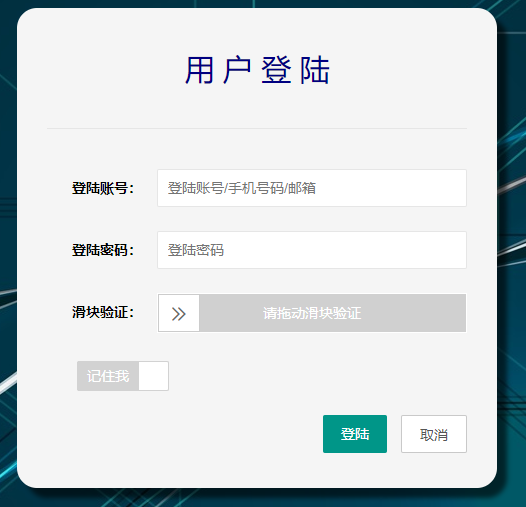 用户登陆
登陆账号： 登陆账号/手机号码/邮箱
登陆密码： 登陆密码
滑块验证： 请拖动滑块验证
记住我
登陆 取消